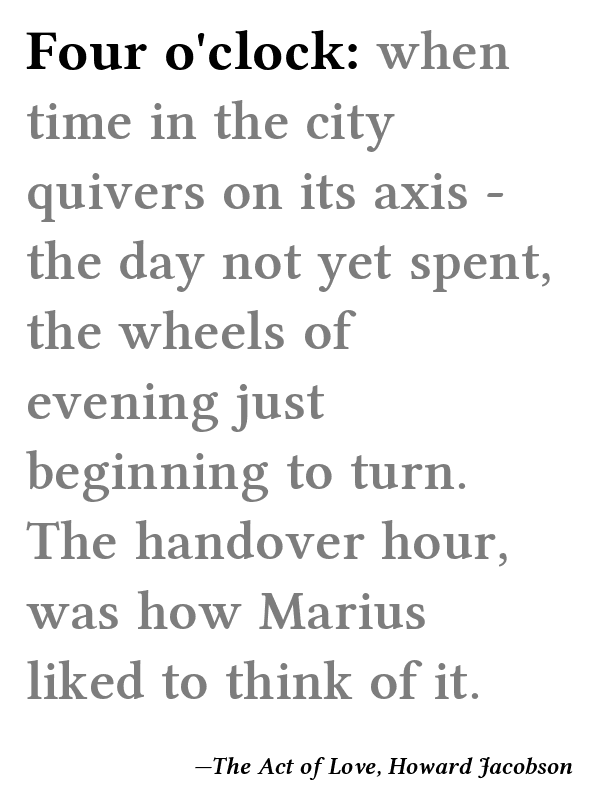 Four o'clock: when
time in the city
quivers on its axis -
the day not yet spent,
the wheels of
evening just
beginning to turn.
The handover hour,
was how Marius
liked to think of it.
—The Act of Love, Howard Jacobson